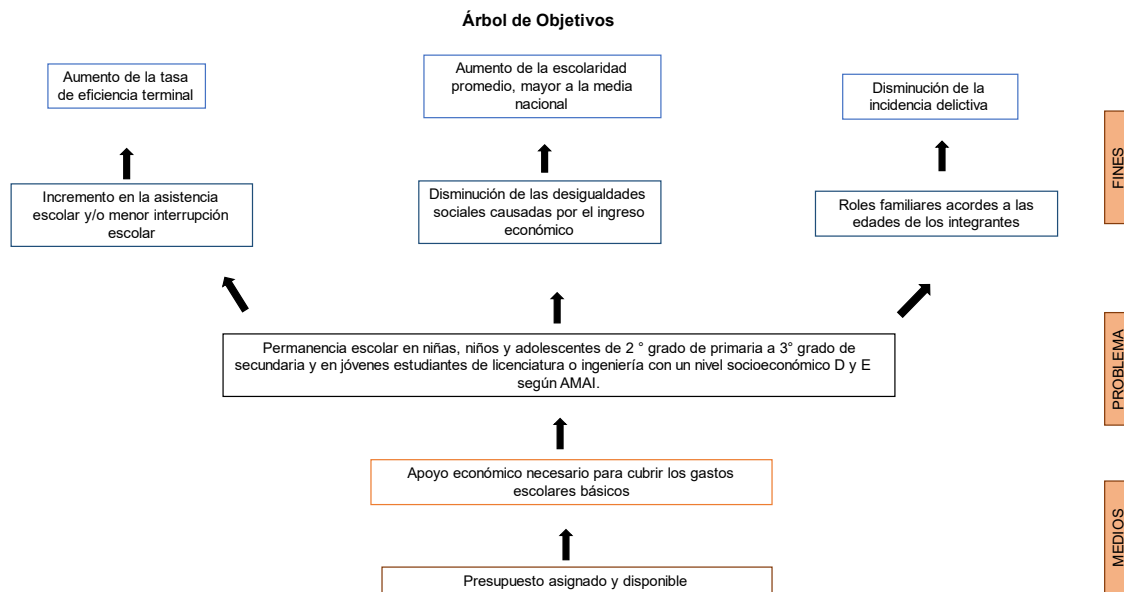 Árbol de Objetivos
Aumento de la tasa
de eficiencia terminal
Aumento de la escolaridad
promedio, mayor a la media
nacional
Disminución de la
incidencia delictiva
FINES
Incremento en la asistencia
escolar y/o menor interrupción
escolar
Disminución de las desigualdades
sociales causadas por el ingreso
económico
Roles familiares acordes a las
edades de los integrantes
Permanencia escolar en niñas, niños y adolescentes de 2 ° grado de primaria a 3° grado de
secundaria y en jóvenes estudiantes de licenciatura o ingeniería con un nivel socioeconómico D y E
según AMAI.
PROBLEMA
Apoyo económico necesario para cubrir los gastos
escolares básicos
MEDIOS
Presupuesto asignado y disponible